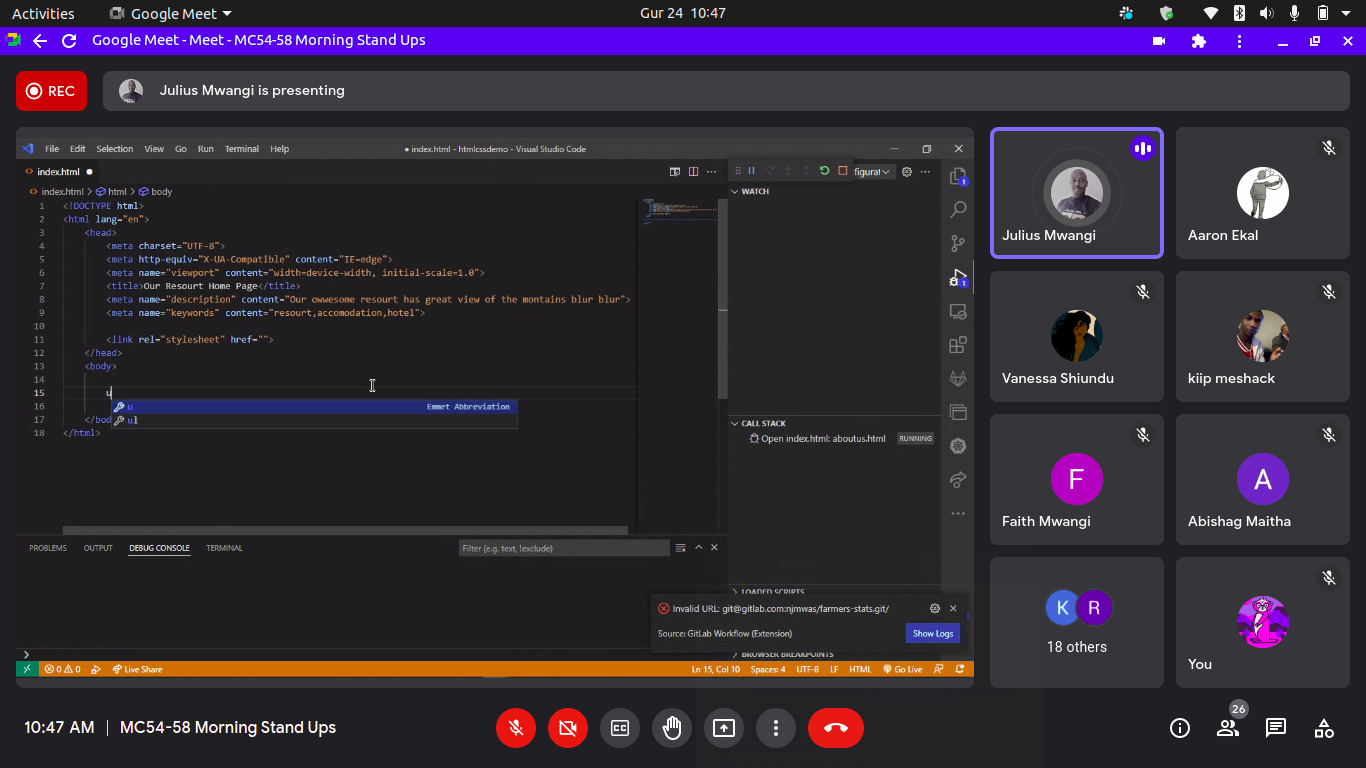 Activities
Google Meet
Gur 24 10:47
Google Meet - Meet - MC54-58 Morning Stand Ups
REC
Julius Mwangi is presenting
File Edit Selection View Go Run Terminal Help
● index.html - htmlcssdemo - Visual Studio Code
index.html
figurat
index.html > html > body
WATCH
1 <!DOCTYPE html>
2 <html lang="en">
3 <head>
4 <meta charset="UTF-8">
5 <meta http-equiv="X-UA-Compatible" content="IE=edge">
6 <meta name="viewport" content="width=device-width, initial-scale=1.0">
7 <title>Our Resourt Home Page</title>
8 <meta name="description" content="Our owwesome resourt has great view of the montains blur blur">
9 <meta name="keywords" content="resourt,accomodation,hotel">
10
11 <link rel="stylesheet" href="">
12 </head>
13 <body>
14
15 u
16
u Emmet Abbreviation
ul
17 </bod
18 </html>
CALL STACK
Open index.html: aboutus.html RUNNING
1
1
PROBLEMS OUTPUT DEBUG CONSOLE TERMINAL
Filter (e.g. text, !exclude)
LOADED SCRIPTS
Invalid URL: git@gitlab.com:njmwas/farmers-stats.git/
Source: GitLab Workflow (Extension)
Show Logs
BROWSER BREAKPOINTS
0 0 Live Share
Ln 15, Col 10 Spaces: 4 UTF-8 LF HTML Go Live
Julius Mwangi
Aaron Ekal
Vanessa Shiundu
kiip meshack
F
Faith Mwangi
A
Abishag Maitha
K R
18 others
You
10:47 AM | MC54-58 Morning Stand Ups
26